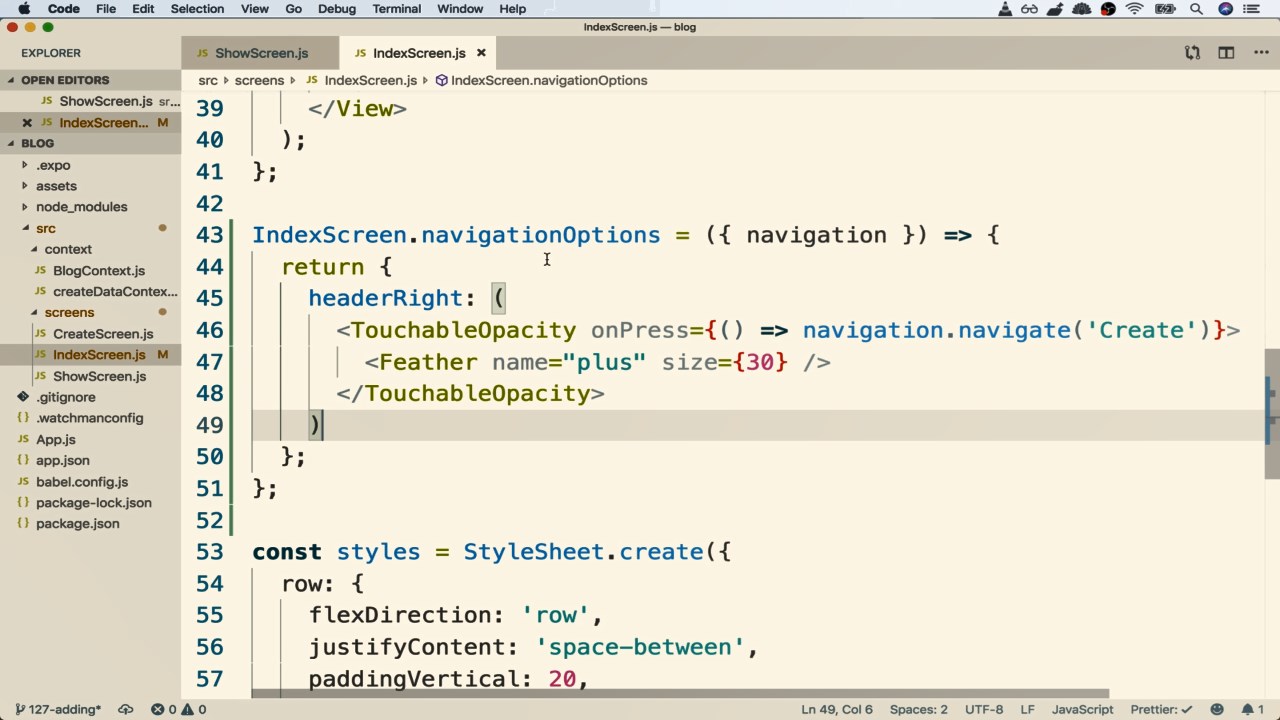 Code File Edit Selection View Go Debug Terminal Window Help
IndexScreen.js — blog
EXPLORER
JS ShowScreen.js
JS IndexScreen.js ×
src screens JS IndexScreen.js IndexScreen.navigationOptions
OPEN EDITORS
JS ShowScreen.js sr...
× JS IndexScreen... M
BLOG
.expo
assets
node_modules
src
context
JS BlogContext.js
JS createDataContex...
screens
JS CreateScreen.js
JS IndexScreen.js M
JS ShowScreen.js
.gitignore
{} .watchmanconfig
JS App.js
{} app.json
JS babel.config.js
{} package-lock.json
{} package.json
39 </View>
40 );
41 };
42
43 IndexScreen.navigationOptions = ({ navigation }) => {
44 return {
45 headerRight: (
46 <TouchableOpacity onPress={() => navigation.navigate('Create')}>
47 <Feather name="plus" size={30} />
48 </TouchableOpacity>
49 )
50 };
51 };
52
53 const styles = StyleSheet.create({
54 row: {
55 flexDirection: 'row',
56 justifyContent: 'space-between',
57 paddingVertical: 20,
127-adding* 0 0 Ln 49, Col 6 Spaces: 2 UTF-8 LF JavaScript Prettier: ✓ 1